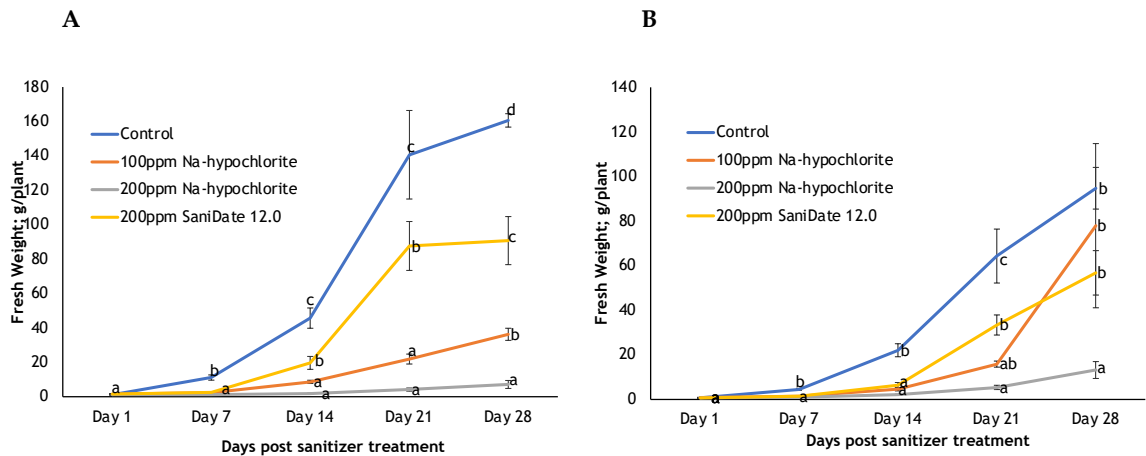 A
180
160
140
120
100
80
60
40
20
0
Fresh Weight; g/plant
Control
100ppm Na-hypochlorite
200ppm Na-hypochlorite
200ppm SaniDate 12.0
a
b
a
c
b
a
a
c
b
a
a
d
c
b
a
Day 1 Day 7 Day 14 Day 21 Day 28
Days post sanitizer treatment
B
140
120
100
80
60
40
20
0
Fresh Weight; g/plant
Control
100ppm Na-hypochlorite
200ppm Na-hypochlorite
200ppm SaniDate 12.0
a
b
a
b
a
a
c
b
ab
a
b
b
b
a
Day 1 Day 7 Day 14 Day 21 Day 28
Days post sanitizer treatment